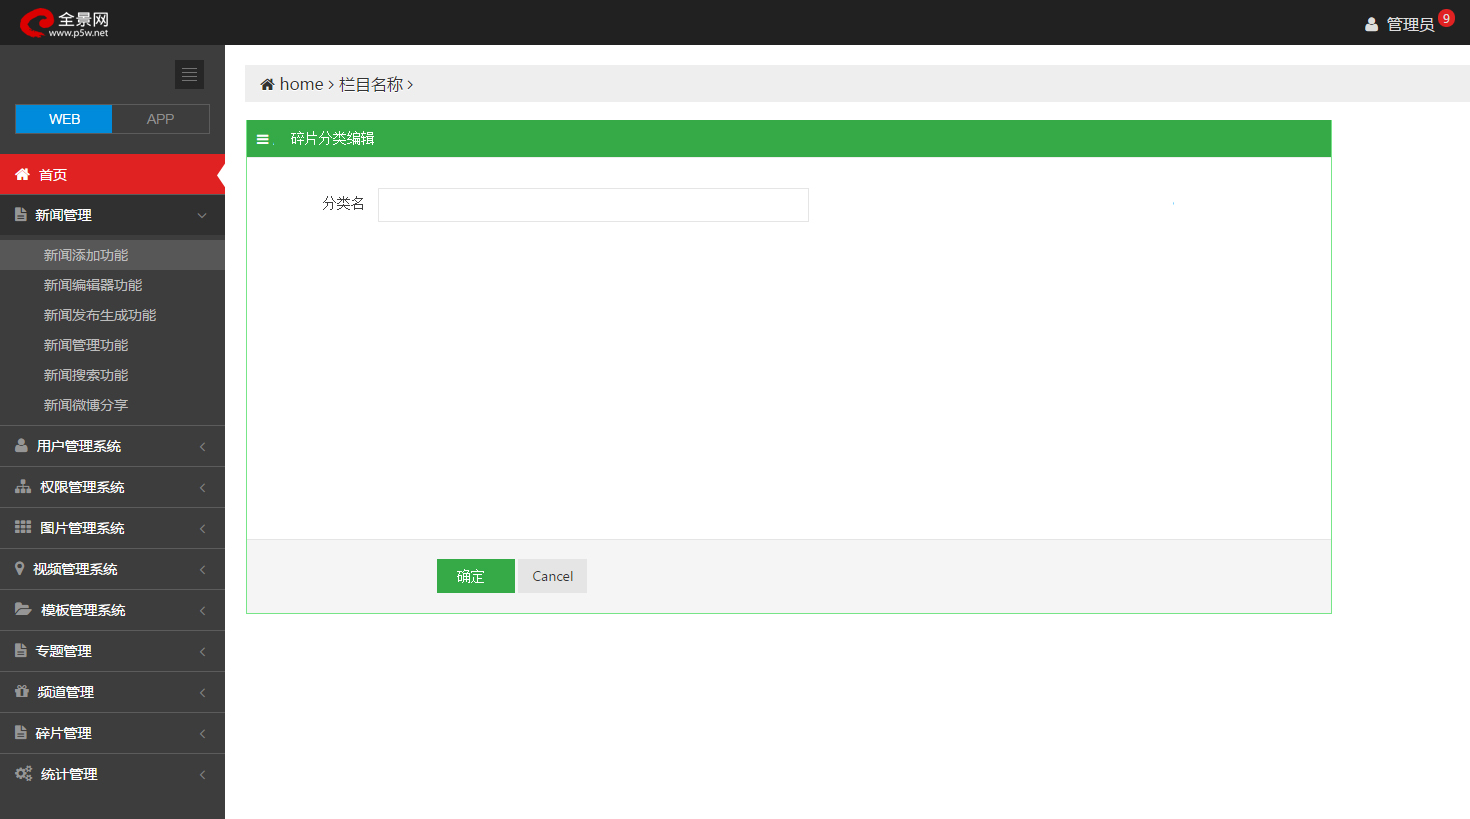 全景网
www.p5w.net
管理员 9
WEB APP
首页
新闻管理
新闻添加功能
新闻编辑器功能
新闻发布生成功能
新闻管理功能
新闻搜索功能
新闻微博分享
用户管理系统
权限管理系统
图片管理系统
视频管理系统
模板管理系统
专题管理
频道管理
碎片管理
统计管理
home > 栏目名称 >
碎片分类编辑
分类名
确定 Cancel